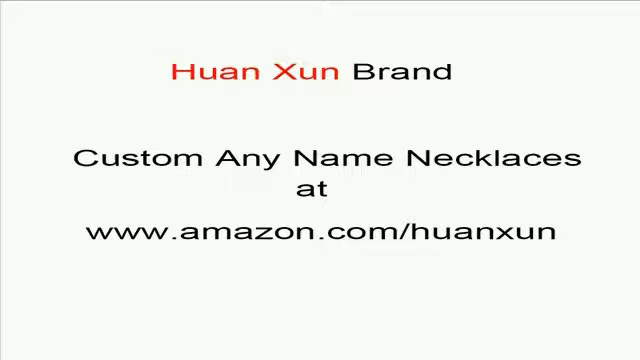 Huan Xun Brand
Custom Any Name Necklaces
at
www.amazon.com/huanxun